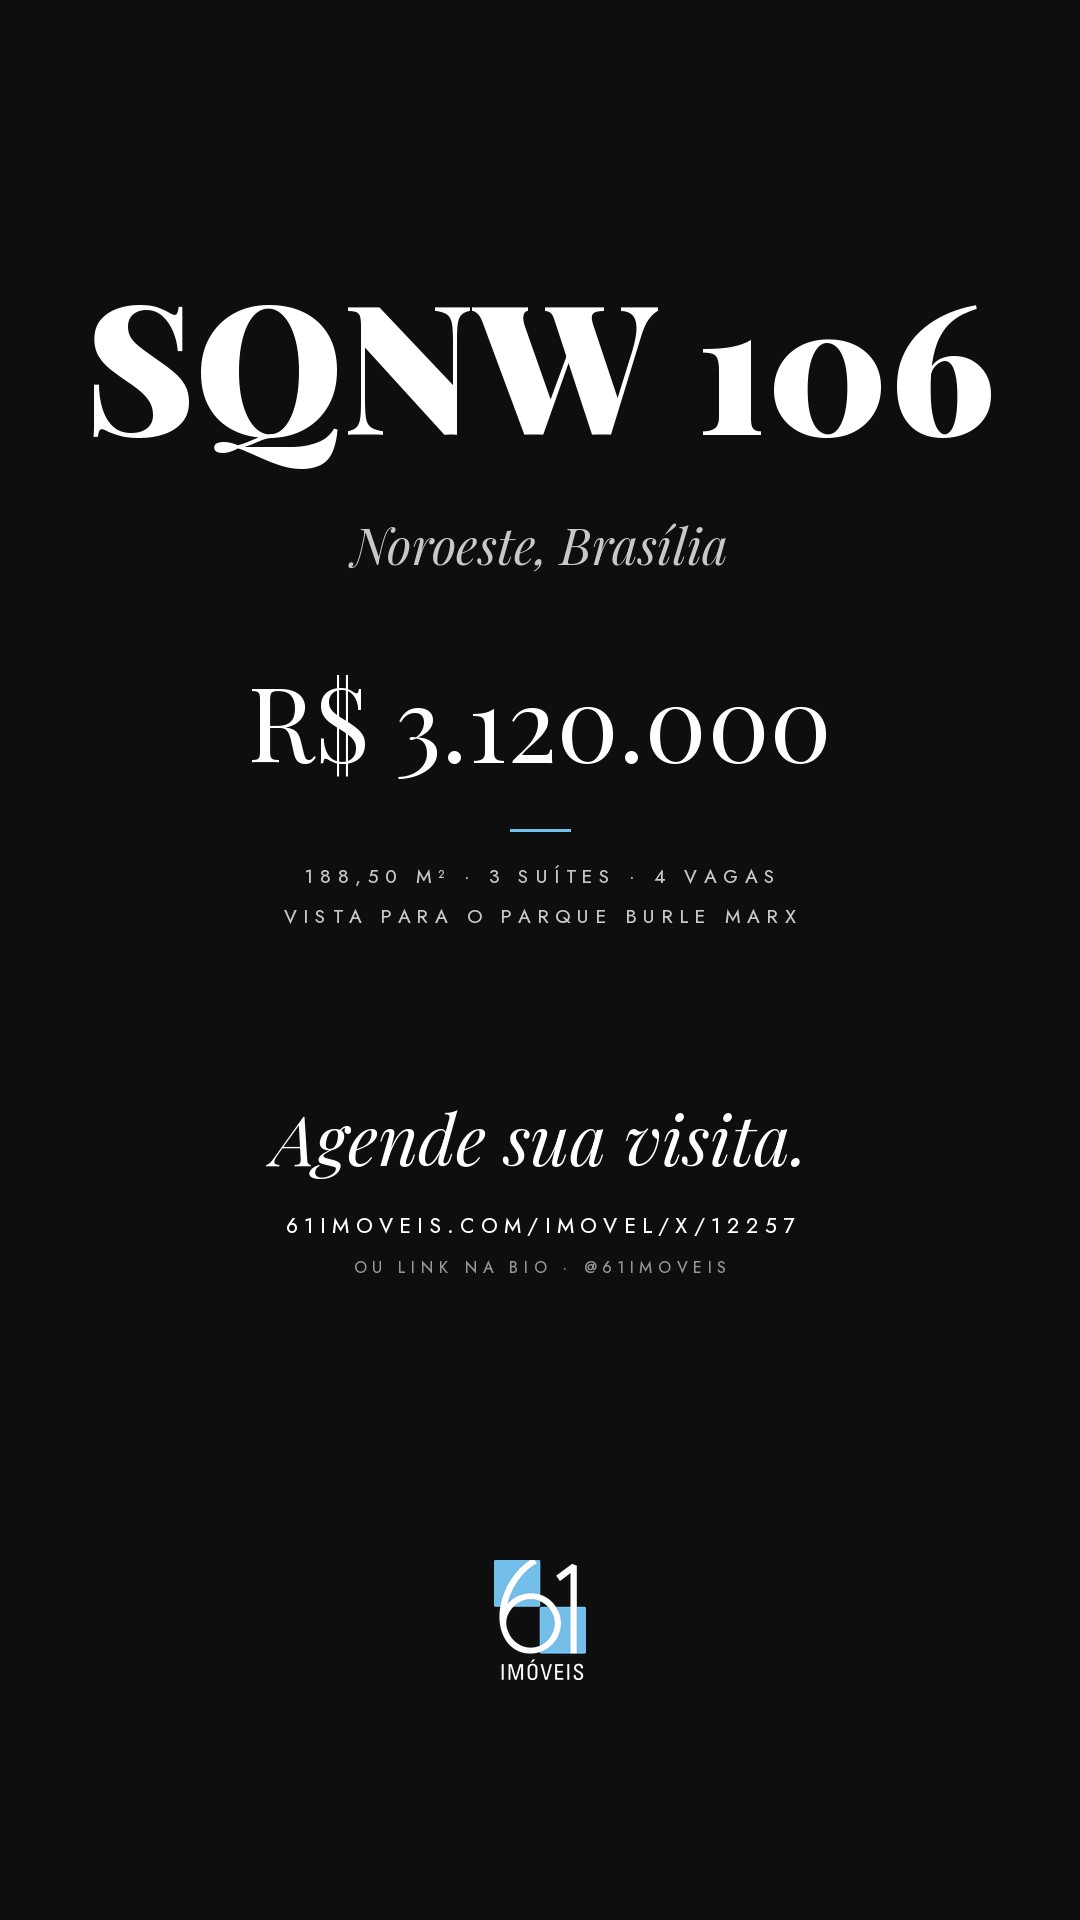 SQNW 106
Noroeste, Brasília
R$ 3.120.000
188,50 M² · 3 SUÍTES · 4 VAGAS
VISTA PARA O PARQUE BURLE MARX
Agende sua visita.
61IMOVEIS.COM/IMOVEL/X/12257
OU LINK NA BIO · @61IMOVEIS
61
IMÓVEIS